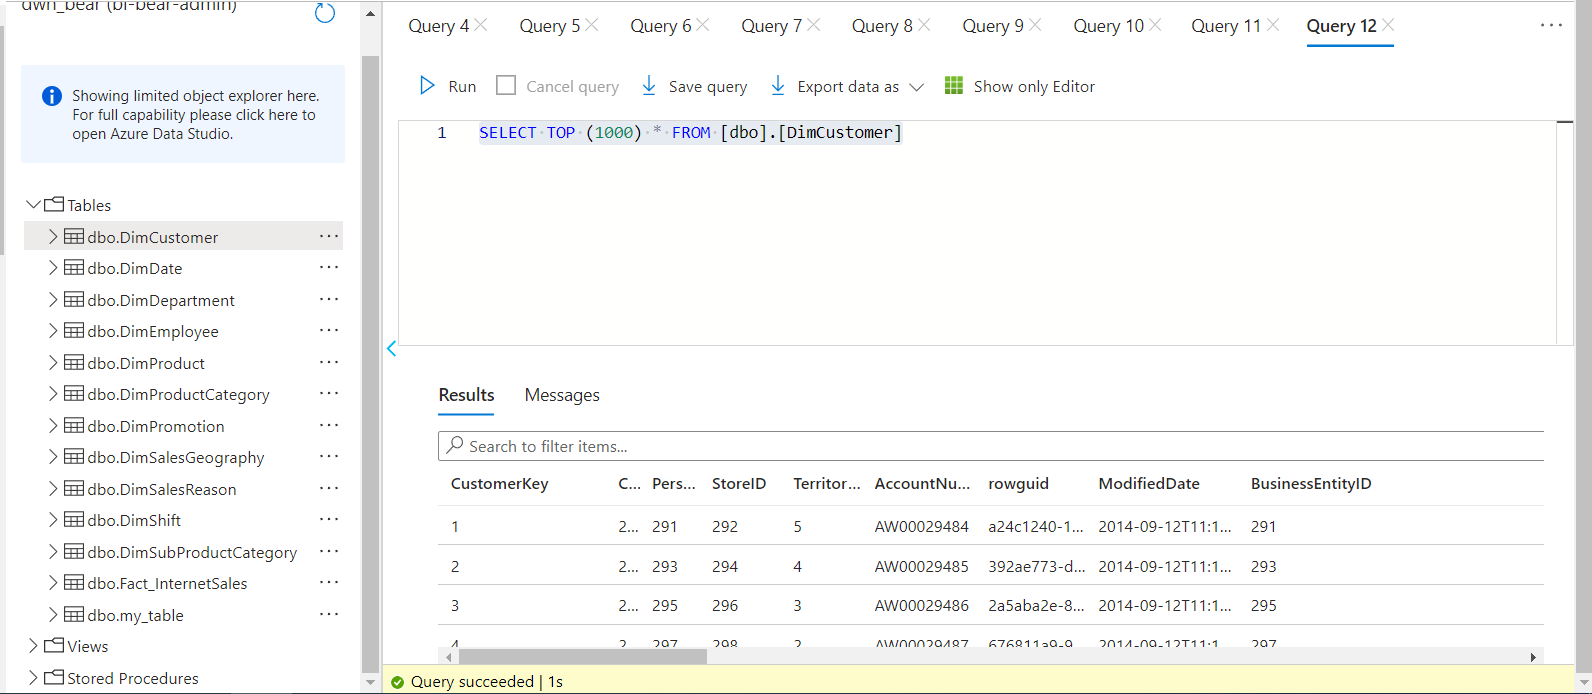 dwh_bear (bi-bear-admin)
Showing limited object explorer here.
For full capability please click here to
open Azure Data Studio.
Tables
dbo.DimCustomer ...
dbo.DimDate ...
dbo.DimDepartment ...
dbo.DimEmployee ...
dbo.DimProduct ...
dbo.DimProductCategory ...
dbo.DimPromotion ...
dbo.DimSalesGeography ...
dbo.DimSalesReason ...
dbo.DimShift ...
dbo.DimSubProductCategory ...
dbo.Fact_InternetSales ...
dbo.my_table ...
Views
Stored Procedures
Query 4 Query 5 Query 6 Query 7 Query 8 Query 9 Query 10 Query 11 Query 12 ...
Run Cancel query Save query Export data as Show only Editor
1 SELECT TOP (1000) * FROM [dbo].[DimCustomer]
Results Messages
Search to filter items...
CustomerKey C... Pers... StoreID Territor... AccountNu... rowguid ModifiedDate BusinessEntityID
1 2... 291 292 5 AW00029484 a24c1240-1... 2014-09-12T11:1... 291
2 2... 293 294 4 AW00029485 392ae773-d... 2014-09-12T11:1... 293
3 2... 295 296 3 AW00029486 2a5aba2e-8... 2014-09-12T11:1... 295
4 2 297 298 2 AW00029487 676811a9-9 2014-09-12T11:1 297
Query succeeded | 1s